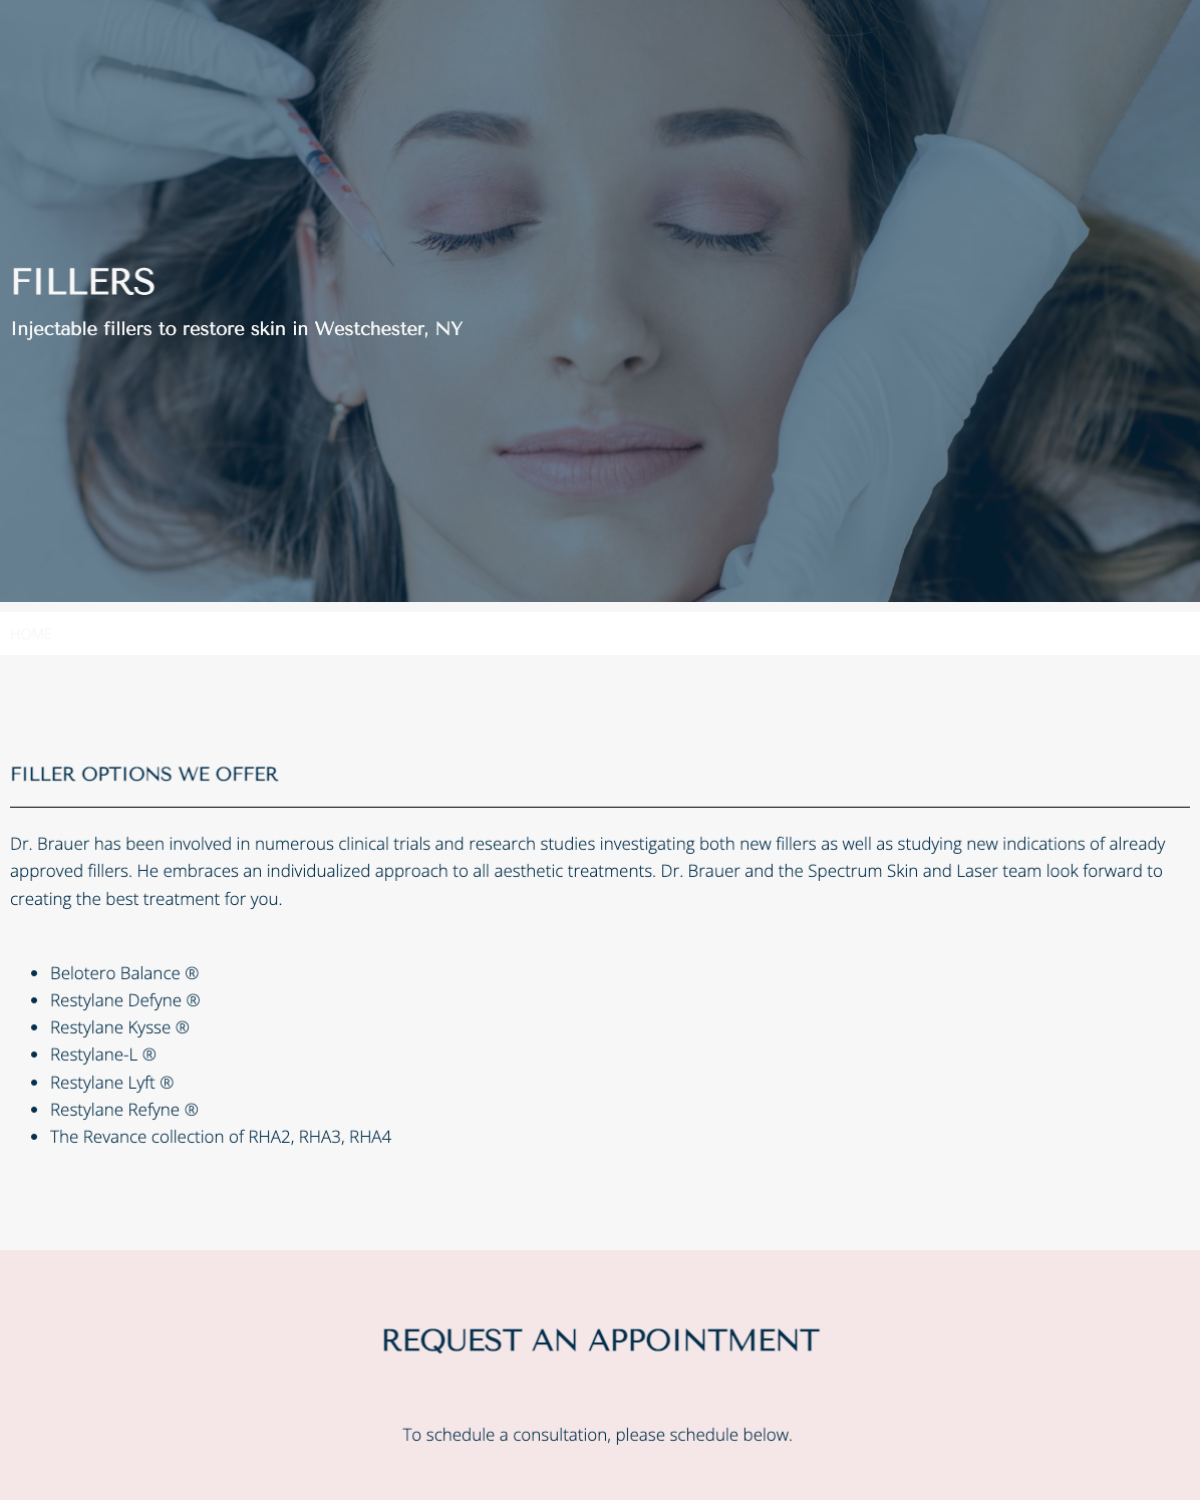 FILLERS
Injectable fillers to restore skin in Westchester, NY
HOME
FILLER OPTIONS WE OFFER
Dr. Brauer has been involved in numerous clinical trials and research studies investigating both new fillers as well as studying new indications of already
approved fillers. He embraces an individualized approach to all aesthetic treatments. Dr. Brauer and the Spectrum Skin and Laser team look forward to
creating the best treatment for you.
• Belotero Balance ®
• Restylane Defyne ®
• Restylane Kysse ®
• Restylane-L ®
• Restylane Lyft ®
• Restylane Refyne ®
• The Revance collection of RHA2, RHA3, RHA4
REQUEST AN APPOINTMENT
To schedule a consultation, please schedule below.